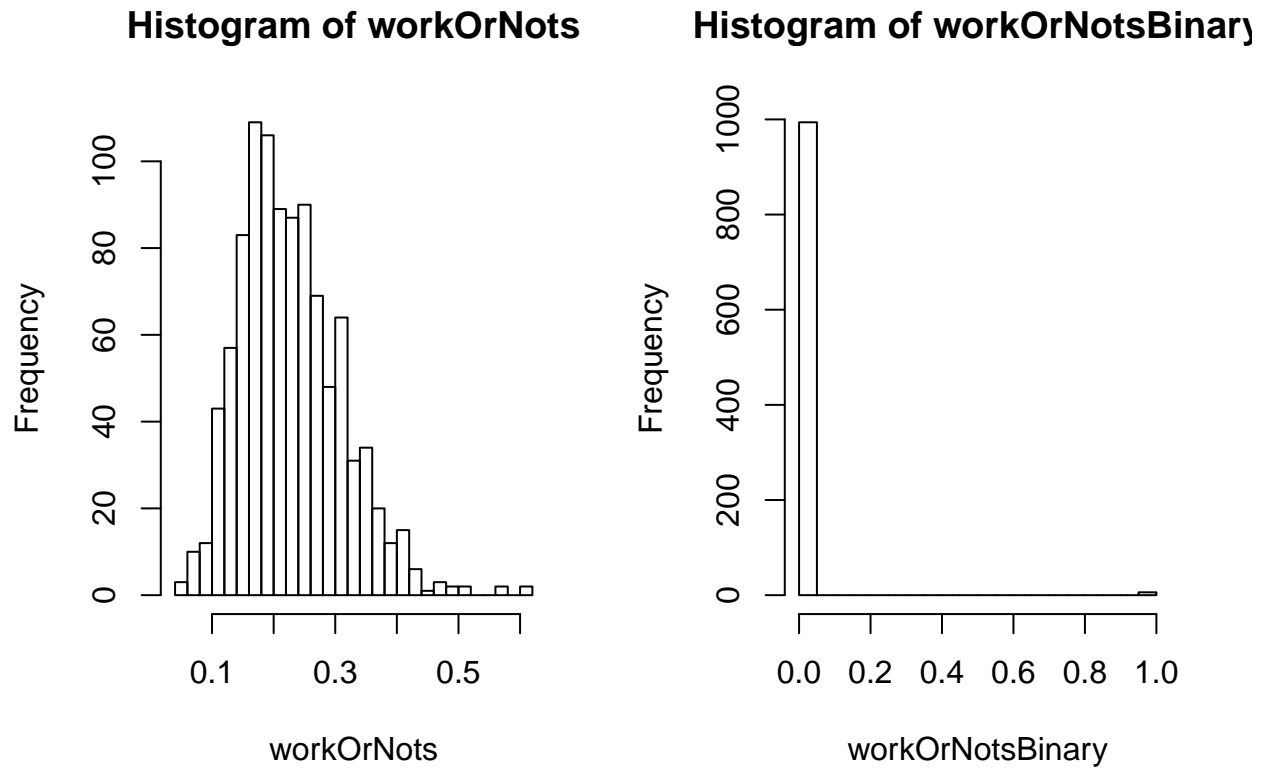 Histogram of workOrNots
Frequency
100
80
60
40
20
0
0.1 0.3 0.5
workOrNots
Histogram of workOrNotsBinary
Frequency
1000
800
600
400
200
0
0.0 0.2 0.4 0.6 0.8 1.0
workOrNotsBinary